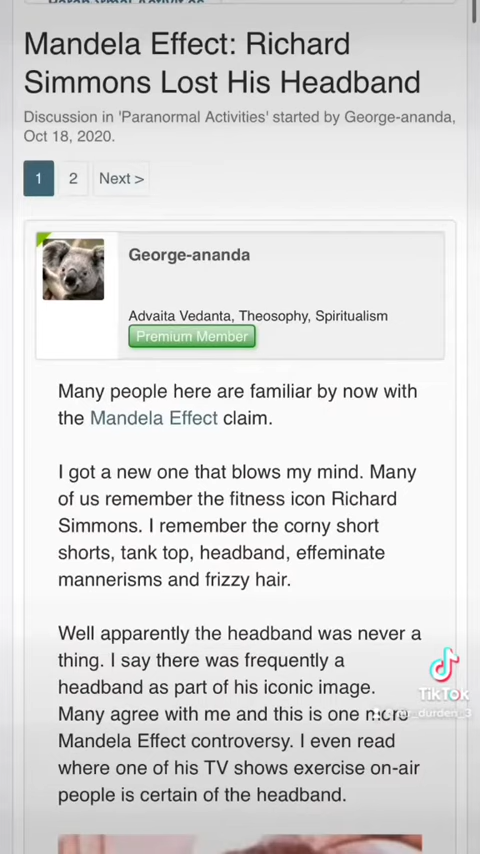 Mandela Effect: Richard
Simmons Lost His Headband
Discussion in 'Paranormal Activities' started by George-ananda,
Oct 18, 2020.
1 2 Next >
George-ananda
Advaita Vedanta, Theosophy, Spiritualism
Premium Member
Many people here are familiar by now with
the Mandela Effect claim.
I got a new one that blows my mind. Many
of us remember the fitness icon Richard
Simmons. I remember the corny short
shorts, tank top, headband, effeminate
mannerisms and frizzy hair.
Well apparently the headband was never a
thing. I say there was frequently a
headband as part of his iconic image.
Many agree with me and this is one more
Mandela Effect controversy. I even read
where one of his TV shows exercise on-air
people is certain of the headband.
TikTok